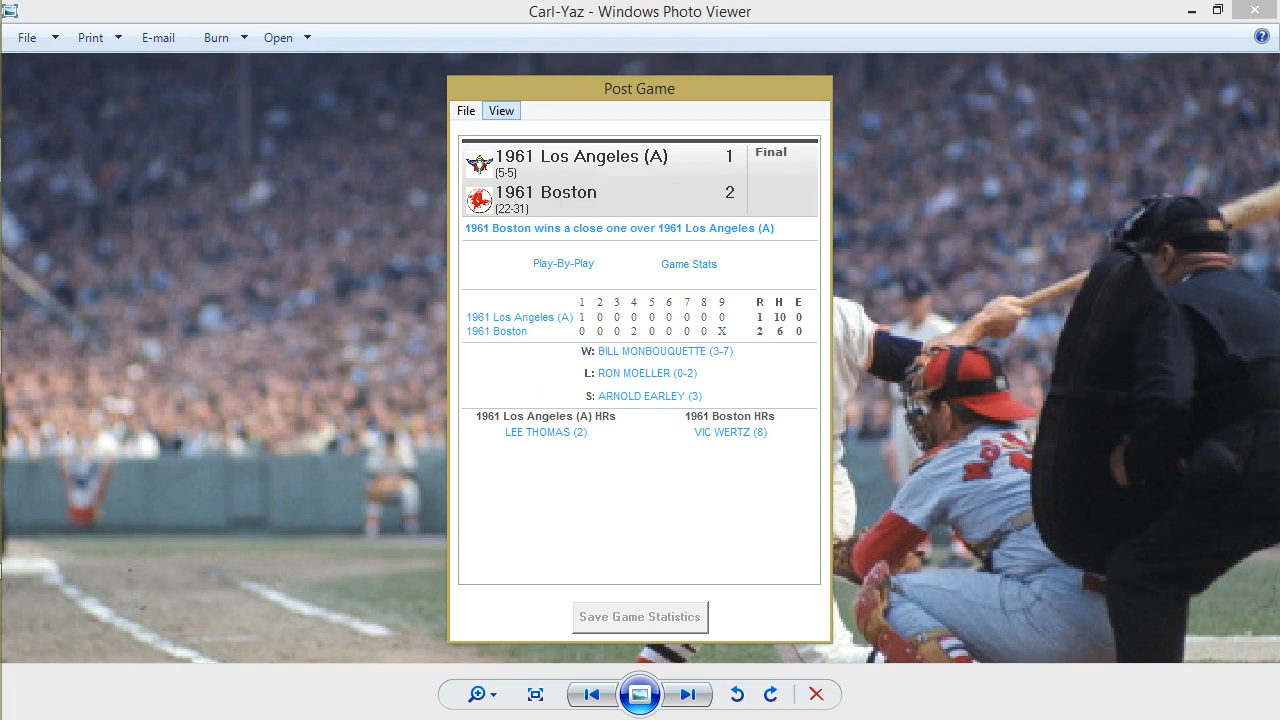 Carl-Yaz - Windows Photo Viewer
File Print E-mail Burn Open
Post Game
File View
1961 Los Angeles (A) 1 Final
(5-5)
1961 Boston 2
(22-31)
1961 Boston wins a close one over 1961 Los Angeles (A)
Play-By-Play Game Stats
1 2 3 4 5 6 7 8 9 R H E
1961 Los Angeles (A) 1 0 0 0 0 0 0 0 0 1 10 0
1961 Boston 0 0 0 2 0 0 0 0 X 2 6 0
W: BILL MONBOUQUETTE (3-7)
L: RON MOELLER (0-2)
S: ARNOLD EARLEY (3)
1961 Los Angeles (A) HRs 1961 Boston HRs
LEE THOMAS (2) VIC WERTZ (8)
Save Game Statistics